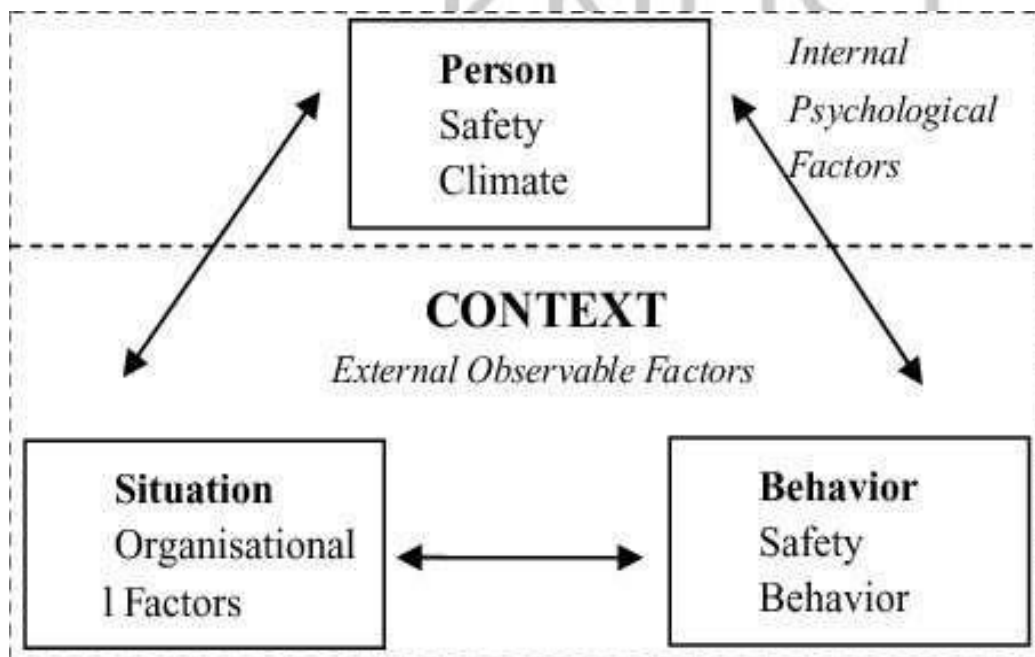 Person
Safety
Climate
Internal
Psychological
Factors
CONTEXT
External Observable Factors
Situation
Organisational
l Factors
Behavior
Safety
Behavior